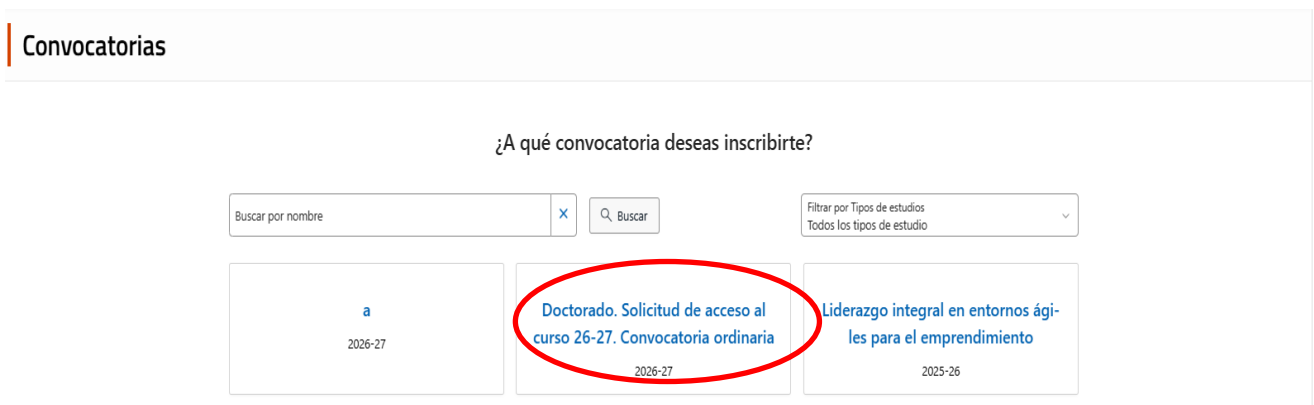 Convocatorias
¿A qué convocatoria deseas inscribirte?
Buscar por nombre
Buscar
Filtrar por Tipos de estudios
Todos los tipos de estudio
a
2026-27
Doctorado. Solicitud de acceso al
curso 26-27. Convocatoria ordinaria
2026-27
Liderazgo integral en entornos ági-
les para el emprendimiento
2025-26